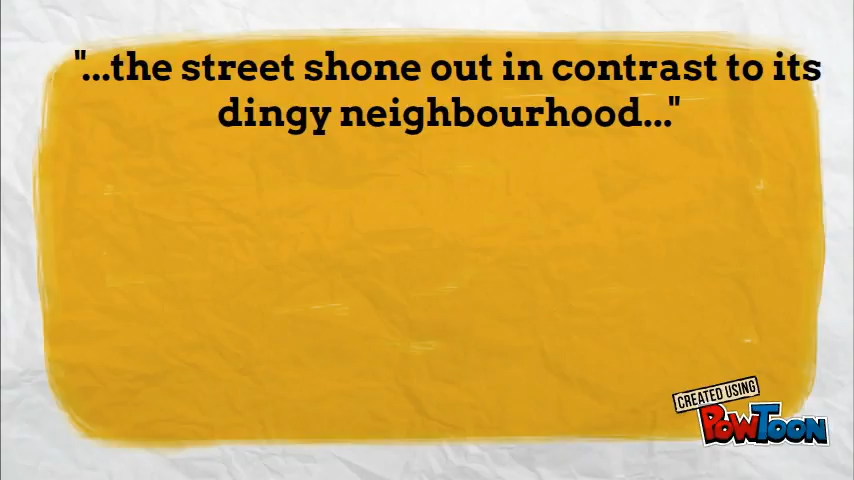 "...the street shone out in contrast to its
dingy neighbourhood..."
CREATED USING
POWTOON